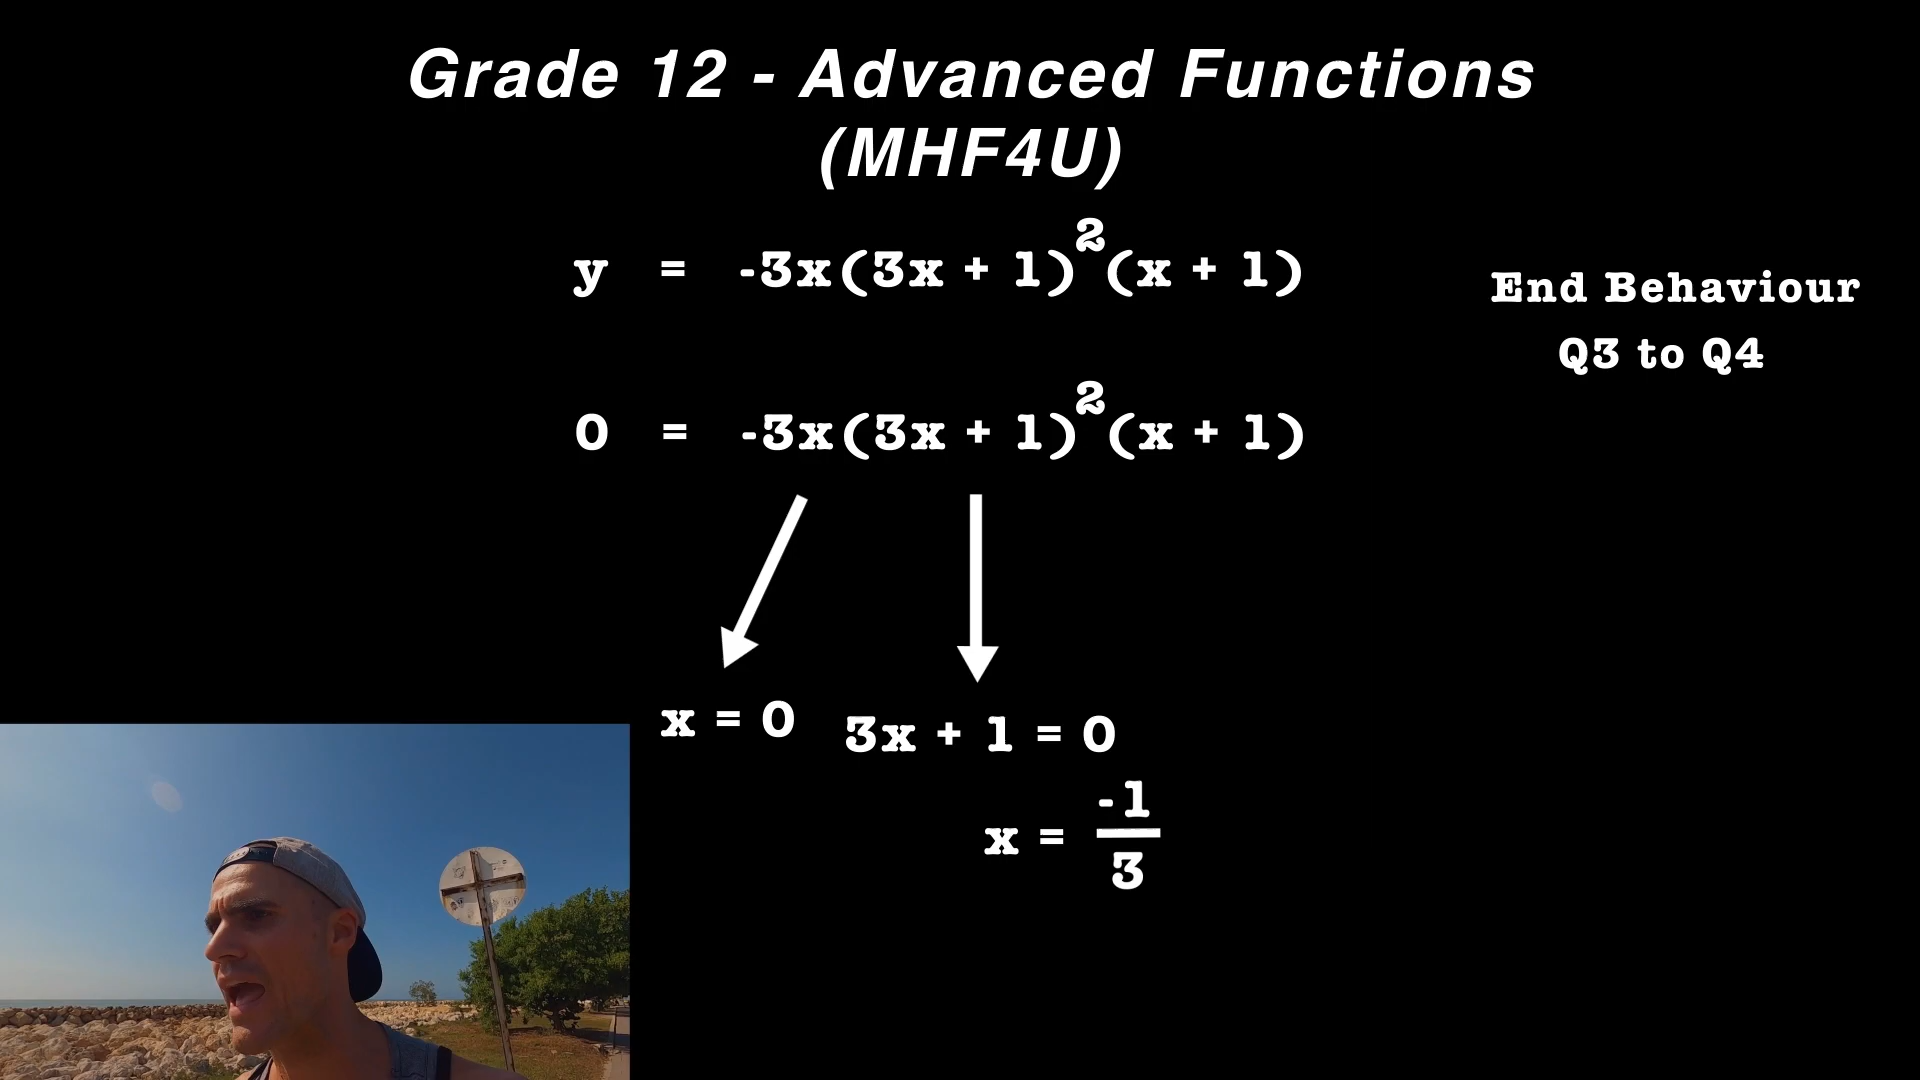 Grade 12 - Advanced Functions
(MHF4U)
y = -3x(3x + 1)²(x + 1)
End Behaviour
Q3 to Q4
0 = -3x(3x + 1)²(x + 1)
x = 0
3x + 1 = 0
x = -1/3